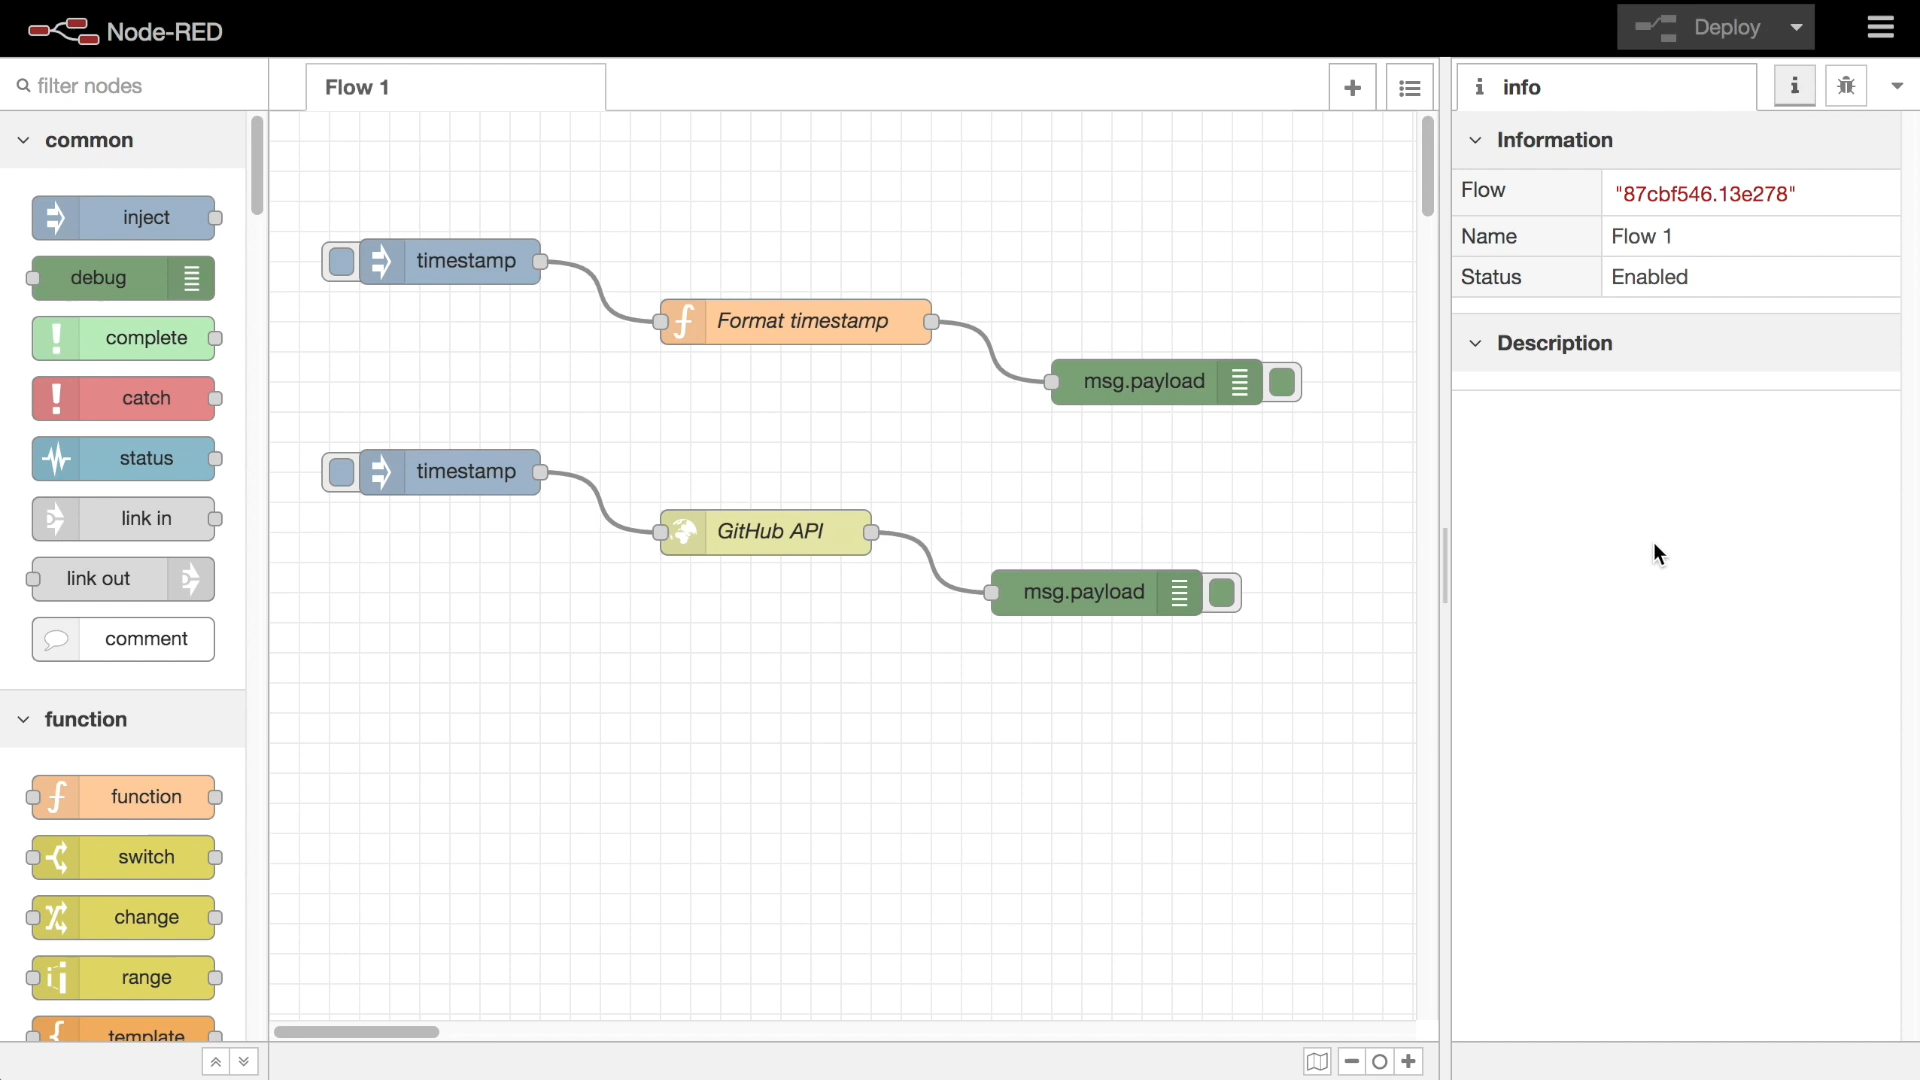 Node-RED
Deploy
filter nodes
Flow 1
i info
i
common
inject
debug
complete
catch
status
link in
link out
comment
function
function
switch
change
range
template
timestamp
Format timestamp
msg.payload
timestamp
GitHub API
msg.payload
Information
Flow "87cbf546.13e278"
Name Flow 1
Status Enabled
Description